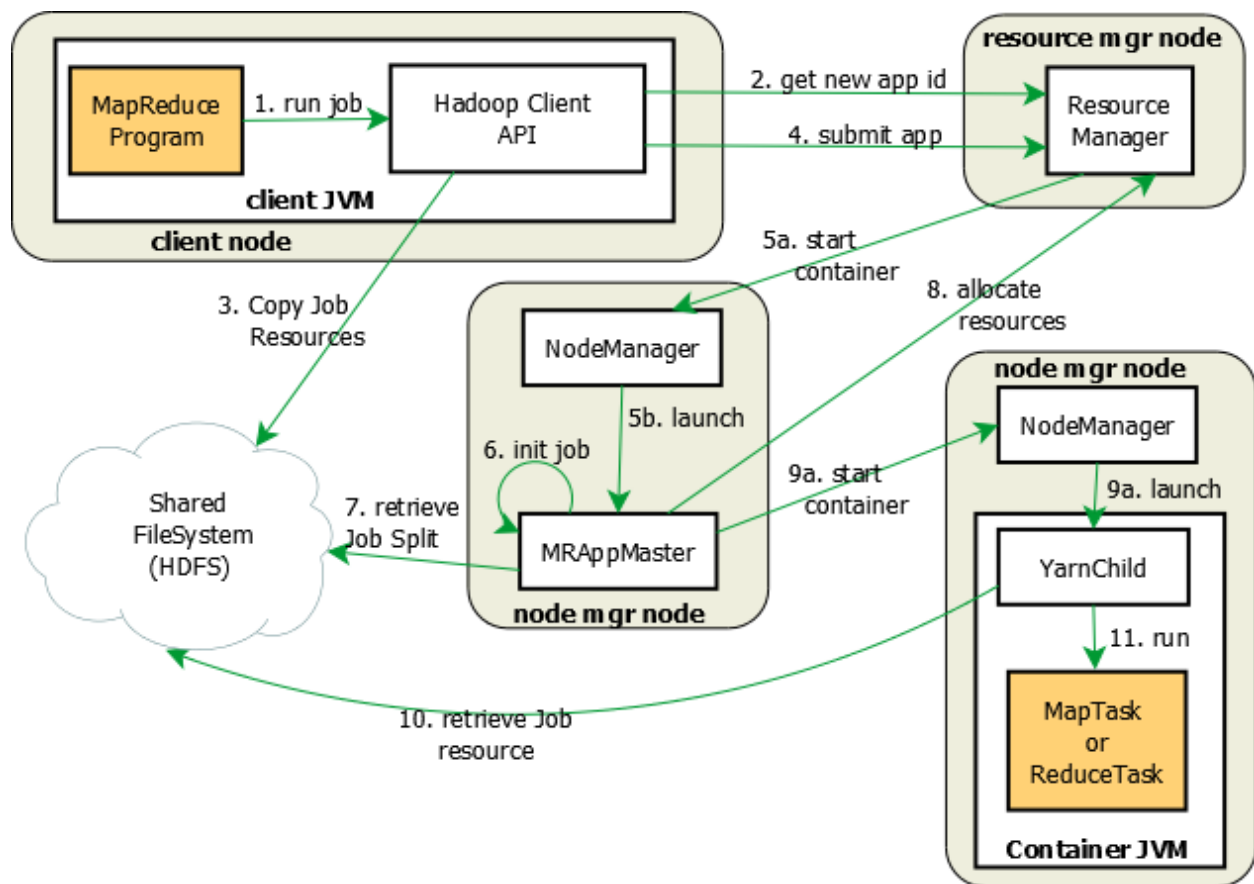 resource mgr node
MapReduce
Program
1. run job
Hadoop Client
API
2. get new app id
4. submit app
Resource
Manager
client JVM
client node
5a. start
container
3. Copy Job
Resources
8. allocate
resources
NodeManager
5b. launch
6. init job
7. retrieve
Job Split
MRAppMaster
node mgr node
9a. start
container
Shared
FileSystem
(HDFS)
node mgr node
NodeManager
9a. launch
YarnChild
11. run
MapTask
or
ReduceTask
Container JVM
10. retrieve Job
resource